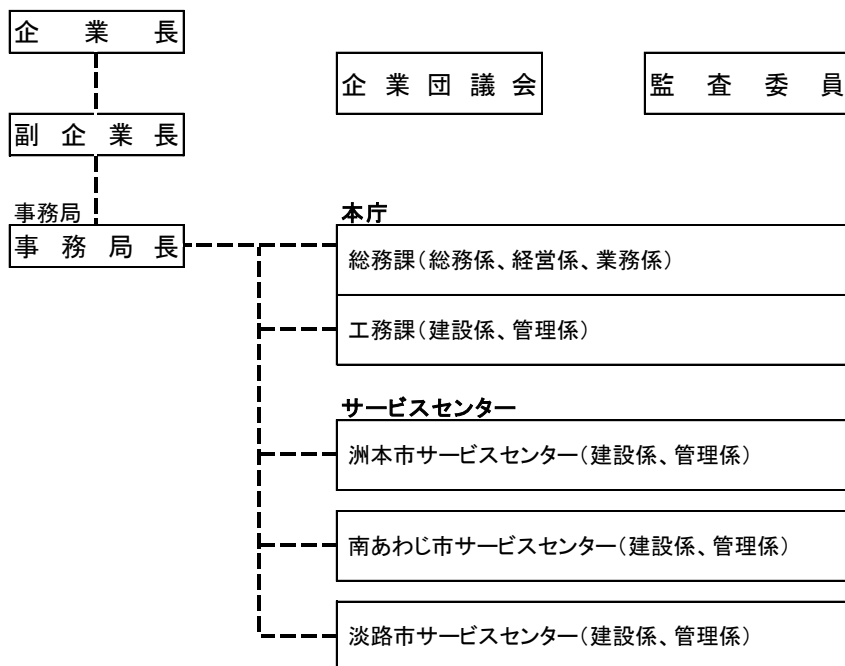 企業長
企業団議会
監査委員
副企業長
事務局
事務局長
本庁
総務課（総務係、経営係、業務係）
工務課（建設係、管理係）
サービスセンター
洲本市サービスセンター（建設係、管理係）
南あわじ市サービスセンター（建設係、管理係）
淡路市サービスセンター（建設係、管理係）